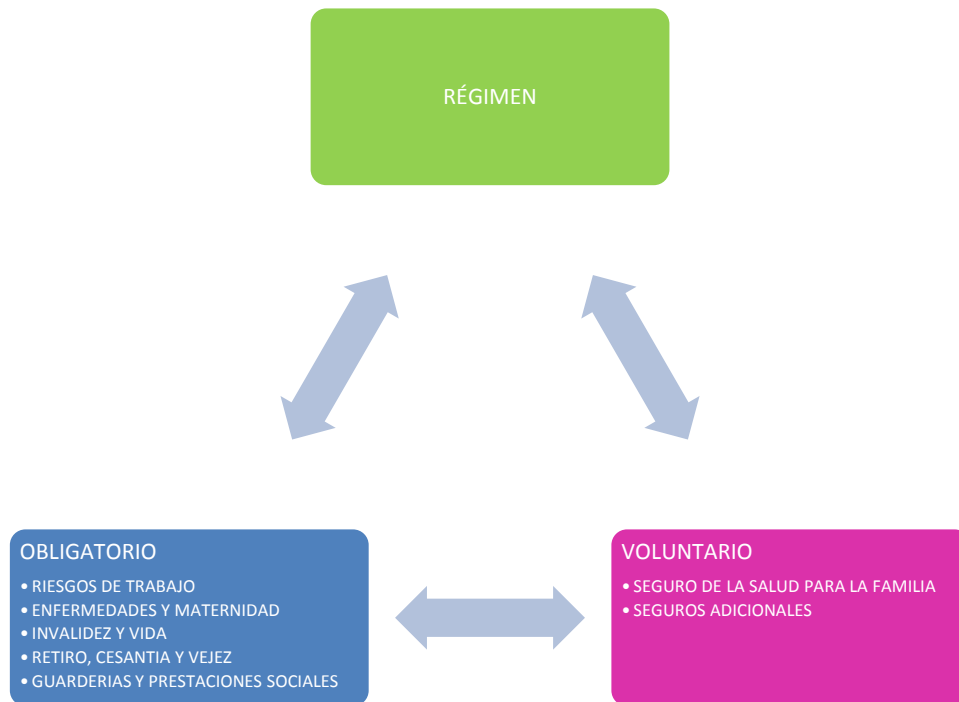 RÉGIMEN
OBLIGATORIO
• RIESGOS DE TRABAJO
• ENFERMEDADES Y MATERNIDAD
• INVALIDEZ Y VIDA
• RETIRO, CESANTIA Y VEJEZ
• GUARDERIAS Y PRESTACIONES SOCIALES
VOLUNTARIO
• SEGURO DE LA SALUD PARA LA FAMILIA
• SEGUROS ADICIONALES